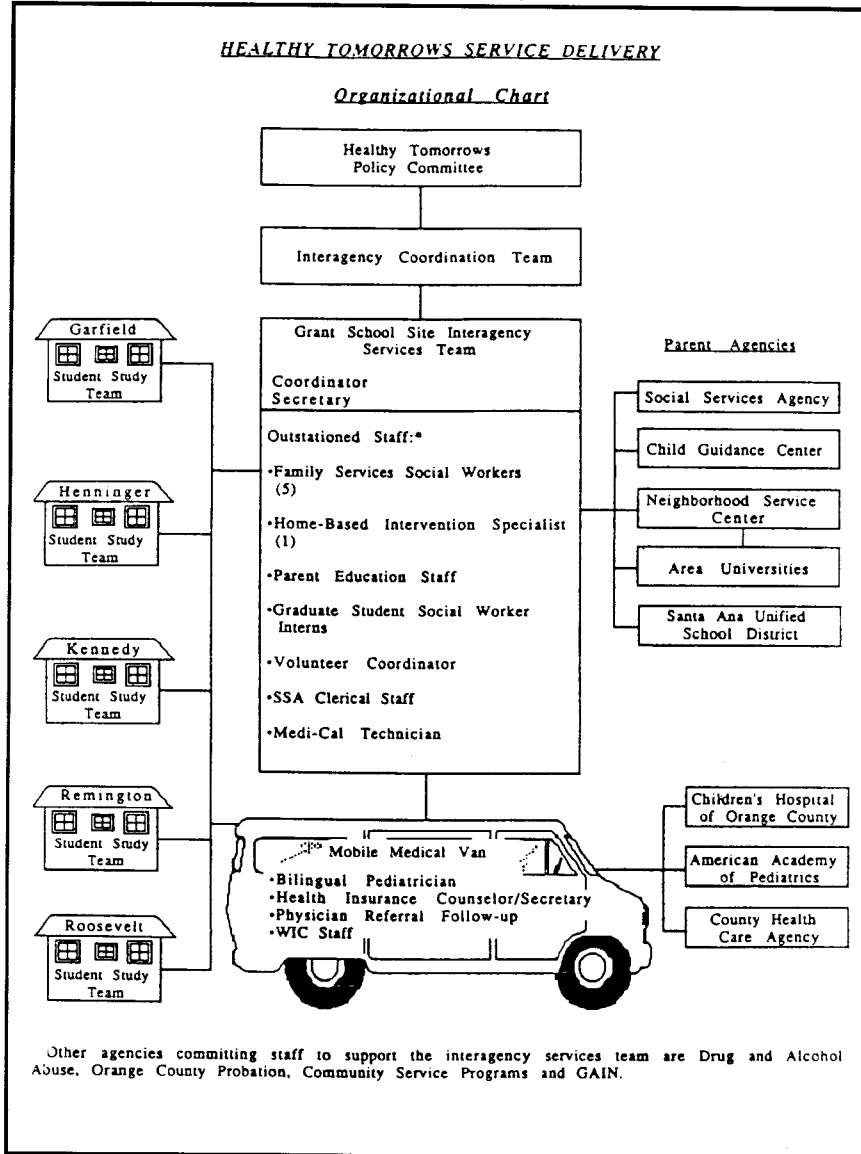 HEALTHY TOMORROWS SERVICE DELIVERY
Organizational Chart
Healthy Tomorrows
Policy Committee
Interagency Coordination Team
Grant School Site Interagency
Services Team
Coordinator
Secretary
Outstationed Staff:*
•Family Services Social Workers
(5)
•Home-Based Intervention Specialist
(1)
•Parent Education Staff
•Graduate Student Social Worker
Interns
•Volunteer Coordinator
•SSA Clerical Staff
•Medi-Cal Technician
Garfield
Student Study
Team
Henninger
Student Study
Team
Kennedy
Student Study
Team
Remington
Student Study
Team
Roosevelt
Student Study
Team
Parent Agencies
Social Services Agency
Child Guidance Center
Neighborhood Service
Center
Area Universities
Santa Ana Unified
School District
Mobile Medical Van
•Bilingual Pediatrician
•Health Insurance Counselor/Secretary
•Physician Referral Follow-up
•WIC Staff
Children's Hospital
of Orange County
American Academy
of Pediatrics
County Health
Care Agency
Other agencies committing staff to support the interagency services team are Drug and Alcohol
Abuse, Orange County Probation, Community Service Programs and GAIN.